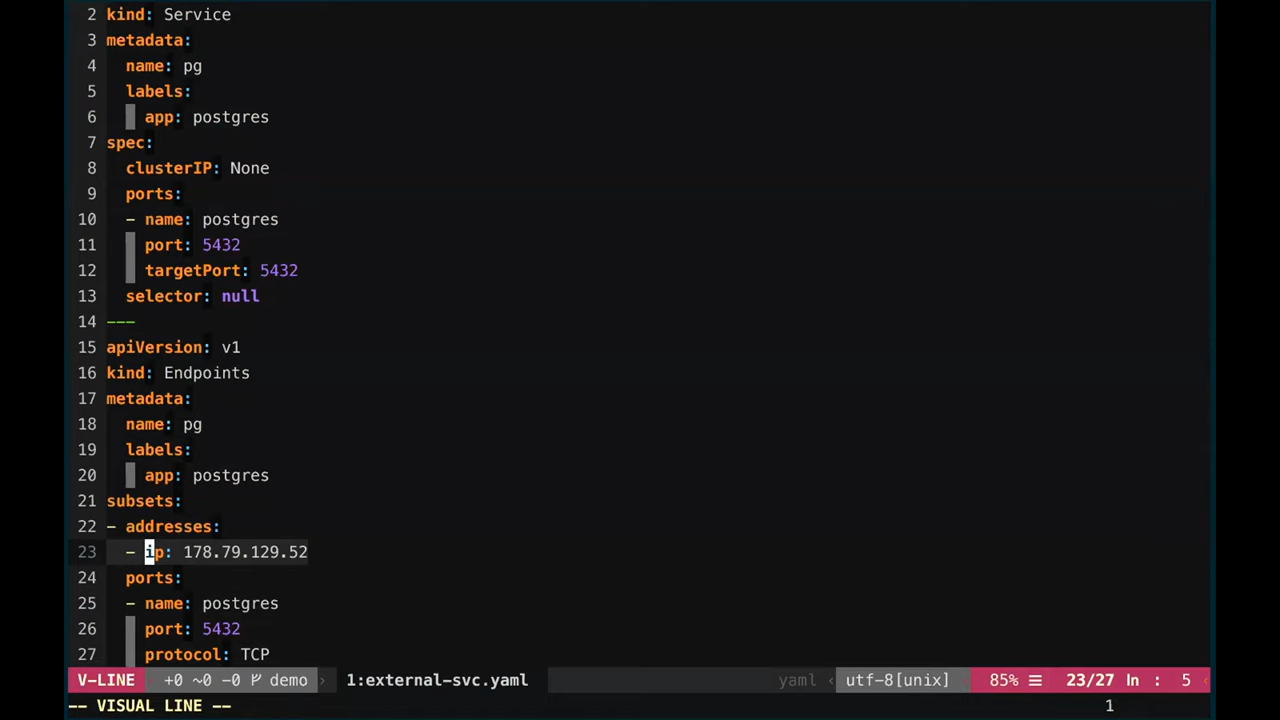 2 kind: Service
3 metadata:
4   name: pg
5   labels:
6     app: postgres
7 spec:
8   clusterIP: None
9   ports:
10   - name: postgres
11     port: 5432
12     targetPort: 5432
13   selector: null
14 ---
15 apiVersion: v1
16 kind: Endpoints
17 metadata:
18   name: pg
19   labels:
20     app: postgres
21 subsets:
22 - addresses:
23   - ip: 178.79.129.52
24   ports:
25   - name: postgres
26     port: 5432
27     protocol: TCP
V-LINE +0 ~0 -0 demo › 1:external-svc.yaml yaml ‹ utf-8[unix] 85% ☰ 23/27 ln : 5 ‹
-- VISUAL LINE -- 1